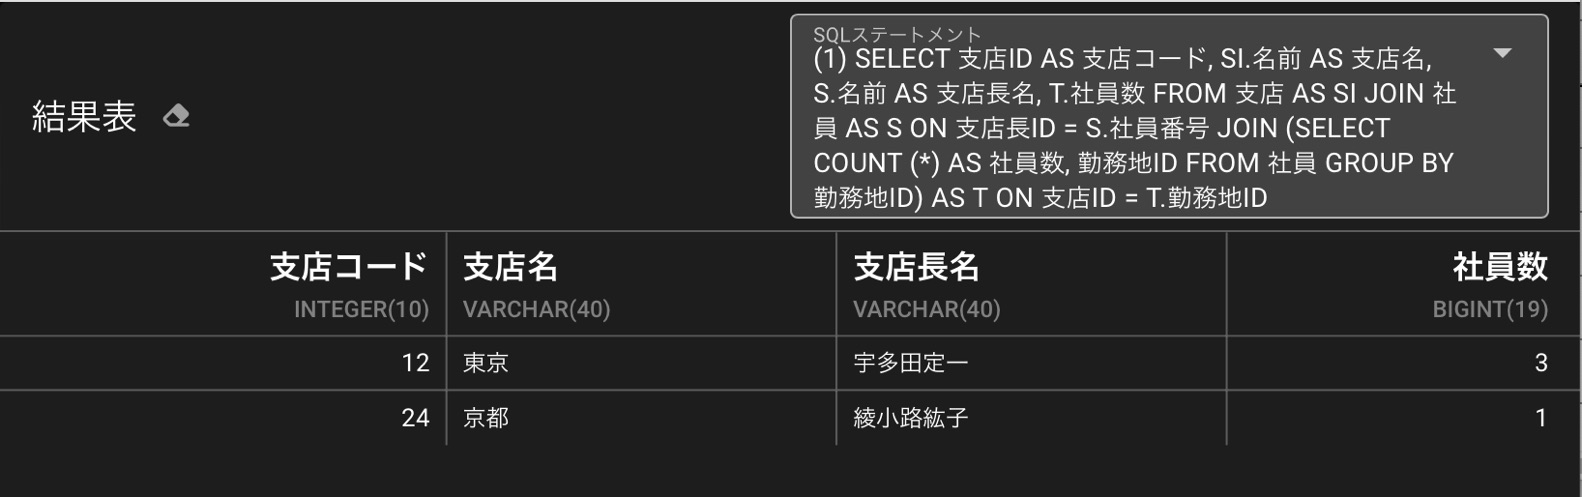 SQLステートメント
(1) SELECT 支店ID AS 支店コード, SI.名前 AS 支店名,
S.名前 AS 支店長名, T.社員数 FROM 支店 AS SI JOIN 社
員 AS S ON 支店長ID = S.社員番号 JOIN (SELECT
COUNT (*) AS 社員数, 勤務地ID FROM 社員 GROUP BY
勤務地ID) AS T ON 支店ID = T.勤務地ID
結果表
支店コード 支店名 支店長名 社員数
INTEGER(10) VARCHAR(40) VARCHAR(40) BIGINT(19)
12 東京 宇多田定一 3
24 京都 綾小路紘子 1